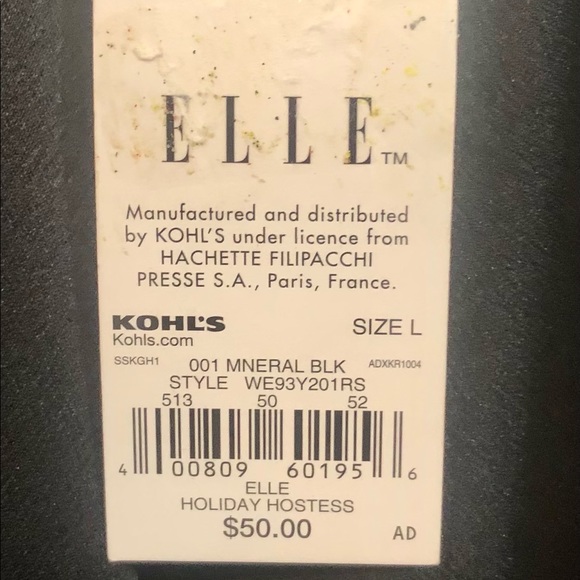 ELLE™
Manufactured and distributed
by KOHL'S under licence from
HACHETTE FILIPACCHI
PRESSE S.A., Paris, France.
KOHL'S SIZE L
Kohls.com
SSKGH1 001 MNERAL BLK ADXKR1004
STYLE WE93Y201RS
513 50 52
4 00809 60195 6
ELLE
HOLIDAY HOSTESS
$50.00 AD